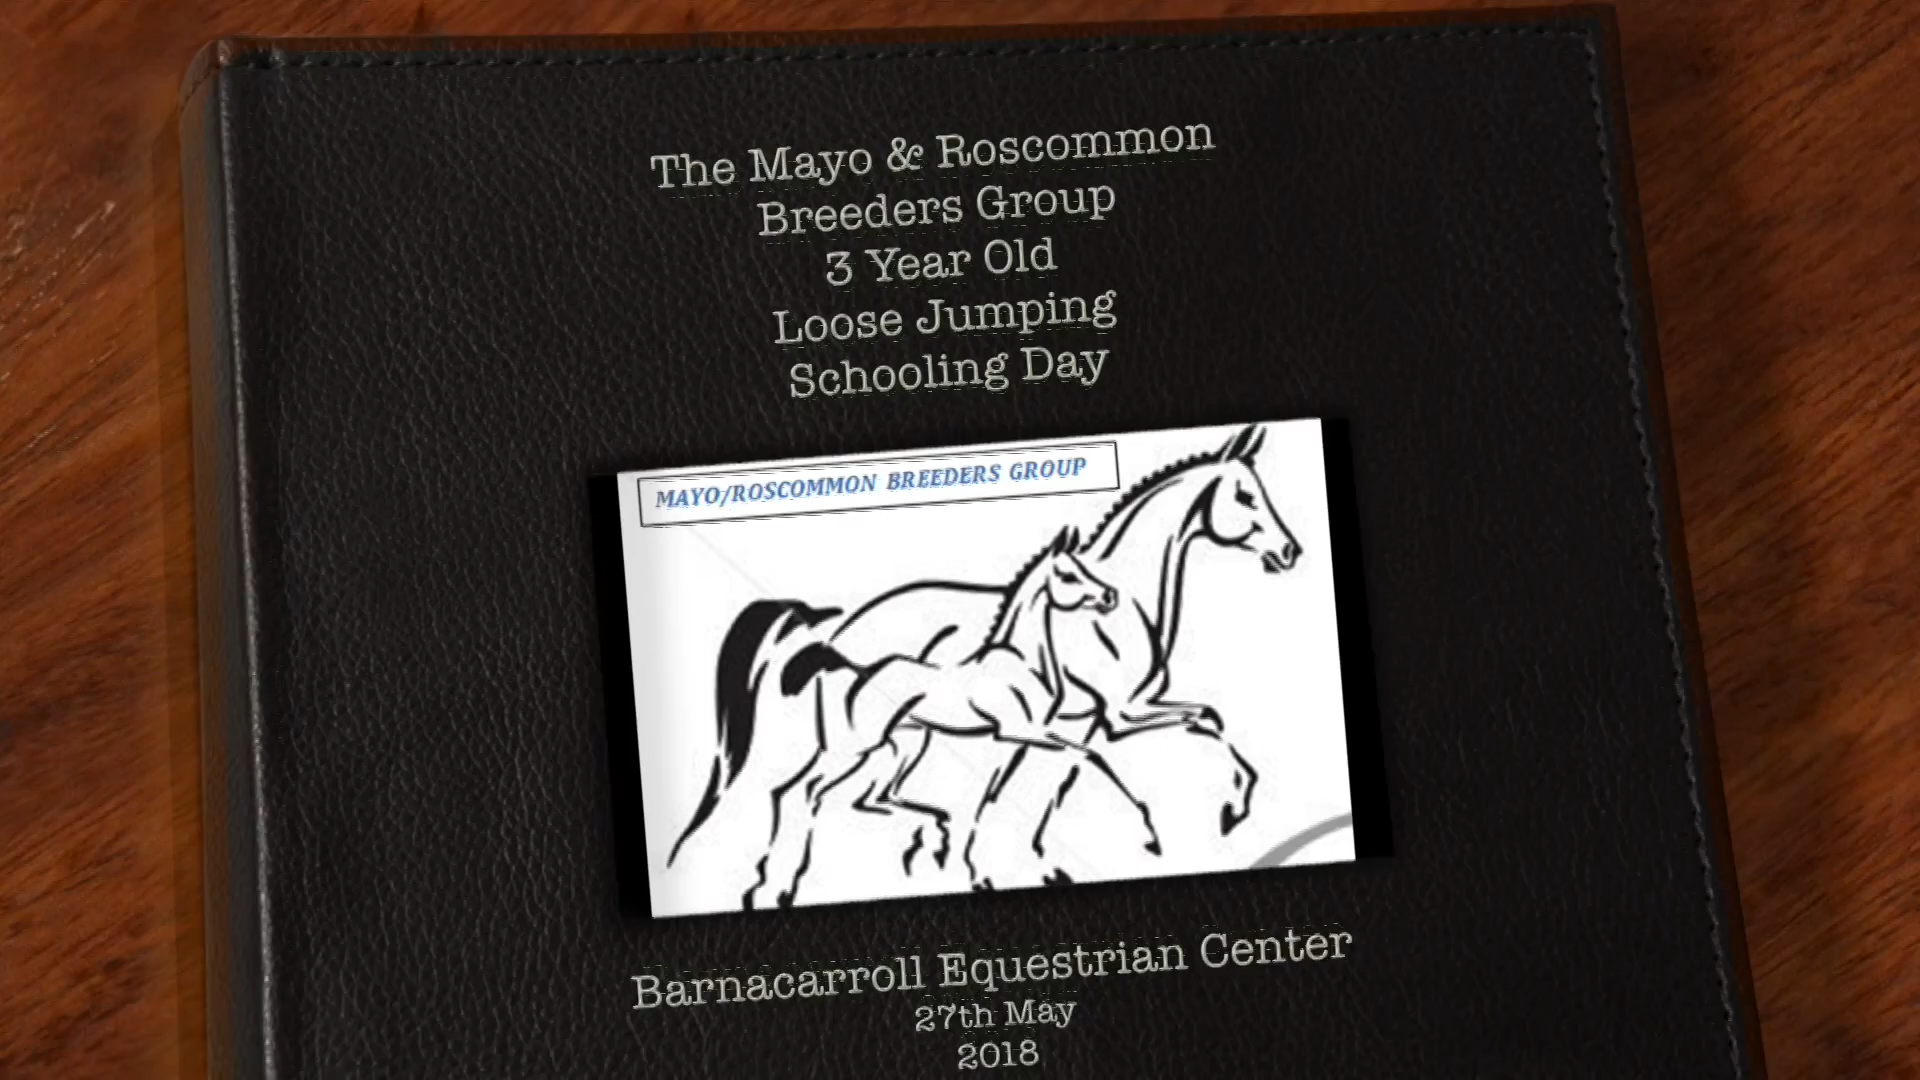 The Mayo & Roscommon
Breeders Group
3 Year Old
Loose Jumping
Schooling Day
MAYO/ROSCOMMON BREEDERS GROUP
Barnacarroll Equestrian Center
27th May
2018